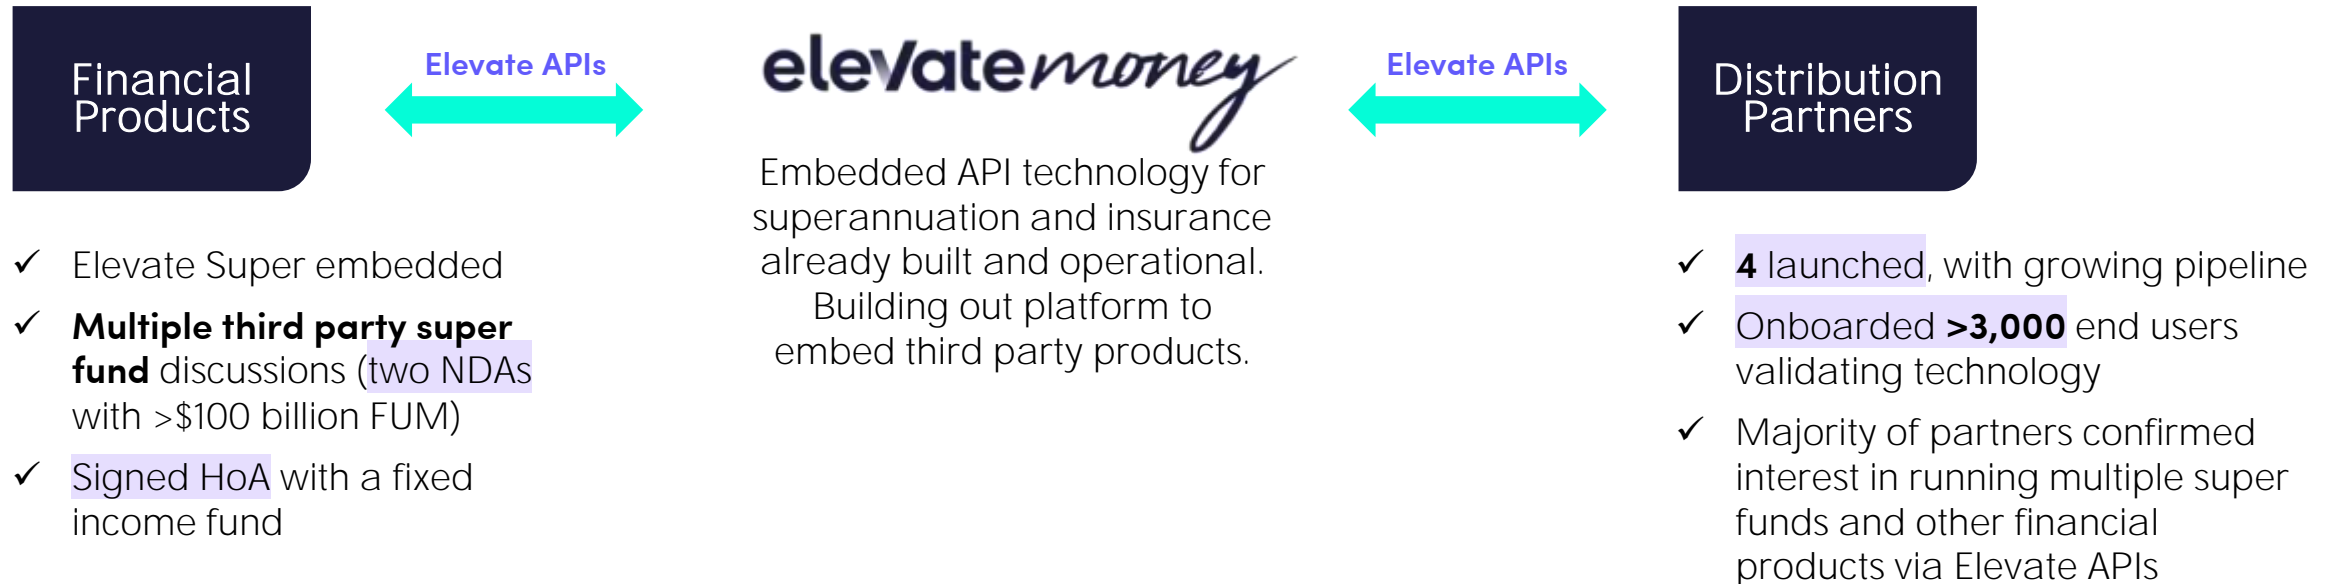 Financial
Products
✓ Elevate Super embedded
✓ Multiple third party super
fund discussions (two NDAs
with >$100 billion FUM)
✓ Signed HoA with a fixed
income fund
Elevate APIs
elevatemoney
Embedded API technology for
superannuation and insurance
already built and operational.
Building out platform to
embed third party products.
Elevate APIs
Distribution
Partners
✓ 4 launched, with growing pipeline
✓ Onboarded >3,000 end users
validating technology
✓ Majority of partners confirmed
interest in running multiple super
funds and other financial
products via Elevate APIs